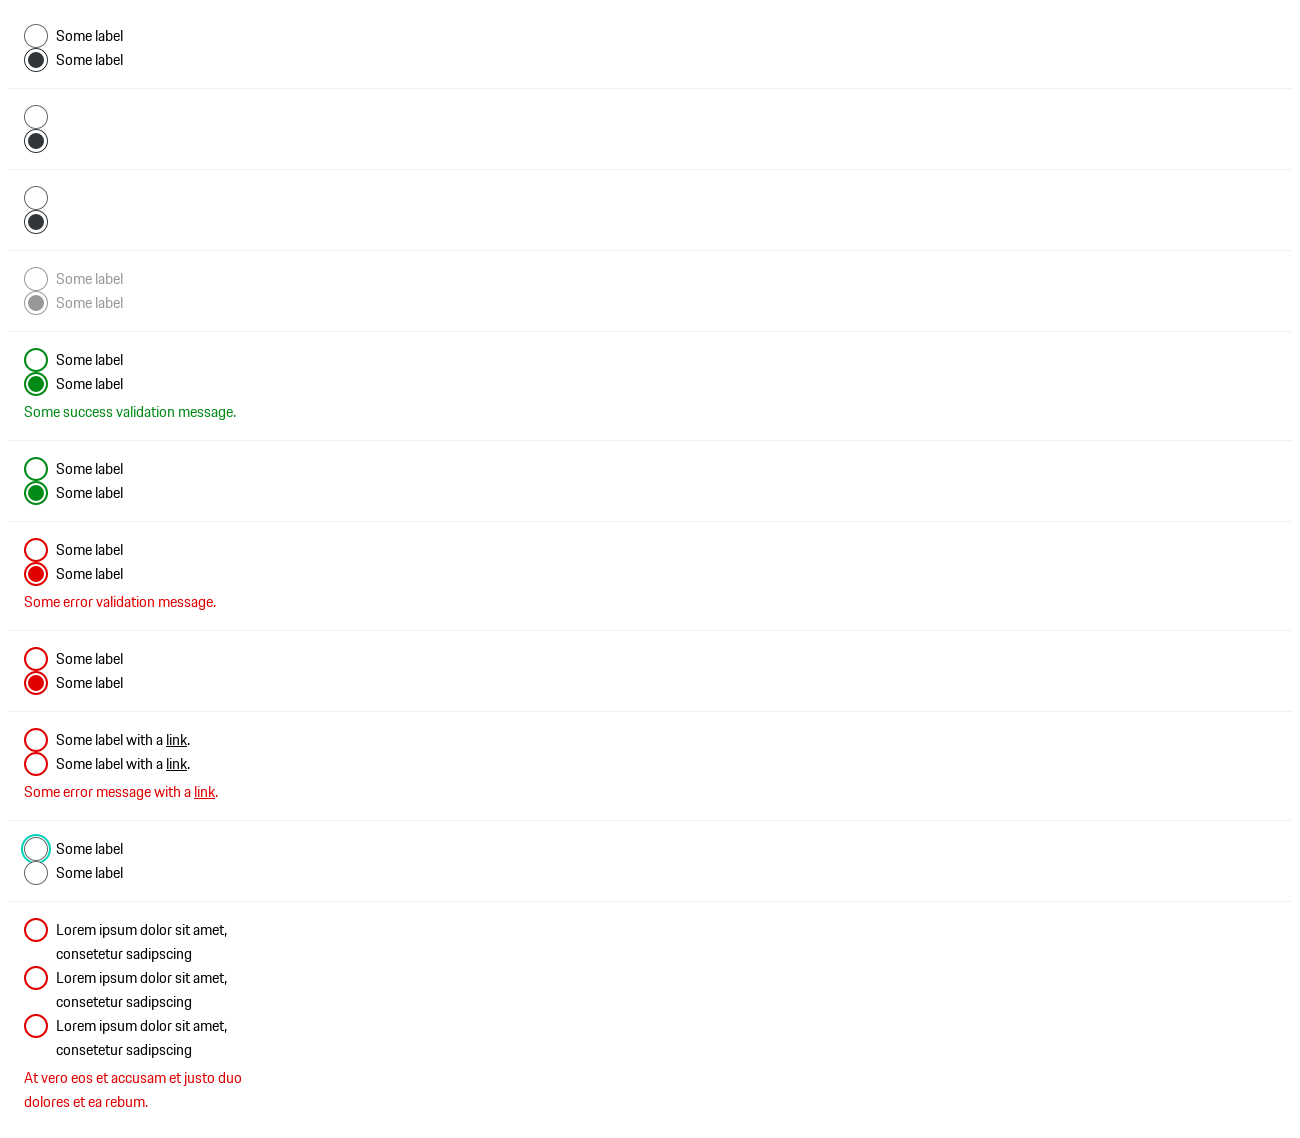 Some label
Some label
Some label
Some label
Some label
Some label
Some success validation message.
Some label
Some label
Some label
Some label
Some error validation message.
Some label
Some label
Some label with a link.
Some label with a link.
Some error message with a link.
Some label
Some label
Lorem ipsum dolor sit amet,
consetetur sadipscing
Lorem ipsum dolor sit amet,
consetetur sadipscing
Lorem ipsum dolor sit amet,
consetetur sadipscing
At vero eos et accusam et justo duo
dolores et ea rebum.